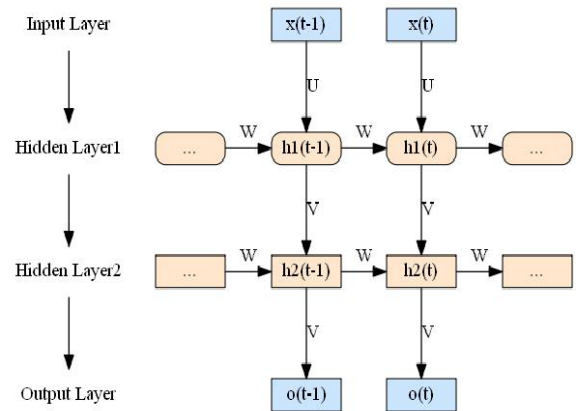 Input Layer x(t-1) x(t)
U U
W W W
Hidden Layer1 ... h1(t-1) h1(t) ...
V V
W W W
Hidden Layer2 ... h2(t-1) h2(t) ...
V V
Output Layer o(t-1) o(t)